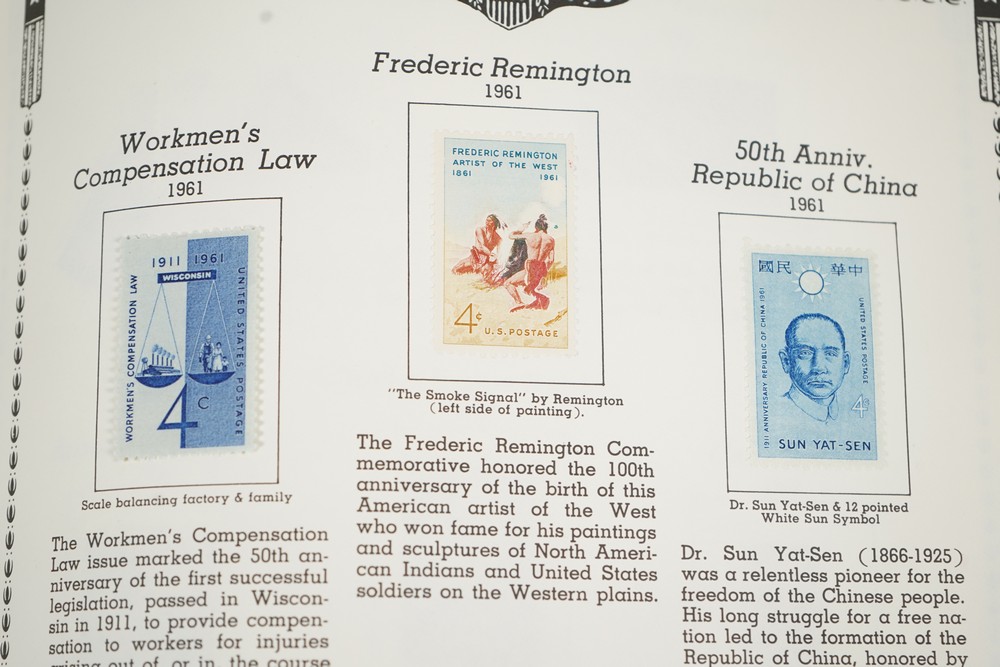 Workmen's
Compensation Law
1961
1911 1961
WISCONSIN
WORKMEN'S COMPENSATION LAW
UNITED STATES POSTAGE
4 C
Scale balancing factory & family
The Workmen's Compensation
Law issue marked the 50th an-
niversary of the first successful
legislation, passed in Wiscon-
sin in 1911, to provide compen-
sation to workers for injuries
arising out of, or in, the course
Frederic Remington
1961
FREDERIC REMINGTON
ARTIST OF THE WEST
1861 1961
4¢ U.S. POSTAGE
"The Smoke Signal" by Remington
(left side of painting).
The Frederic Remington Com-
memorative honored the 100th
anniversary of the birth of this
American artist of the West
who won fame for his paintings
and sculptures of North Ameri-
can Indians and United States
soldiers on the Western plains.
50th Anniv.
Republic of China
1961
國民 華中
1911 ANNIVERSARY REPUBLIC OF CHINA 1961
UNITED STATES POSTAGE
4¢
SUN YAT-SEN
Dr. Sun Yat-Sen & 12 pointed
White Sun Symbol
Dr. Sun Yat-Sen (1866-1925)
was a relentless pioneer for the
freedom of the Chinese people.
His long struggle for a free na-
tion led to the formation of the
Republic of China, honored by